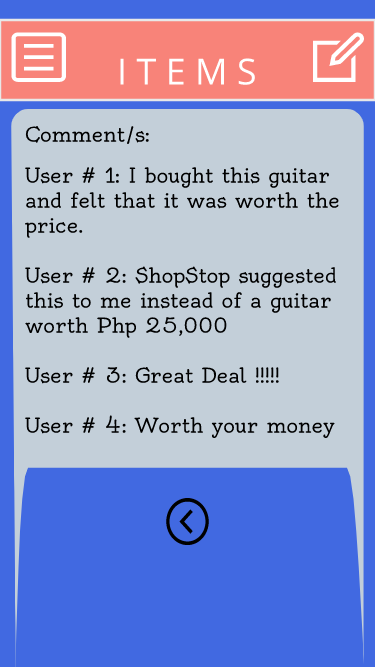 ITEMS
Comment/s:
User # 1: I bought this guitar
and felt that it was worth the
price.
User # 2: ShopStop suggested
this to me instead of a guitar
worth Php 25,000
User # 3: Great Deal !!!!!
User # 4: Worth your money